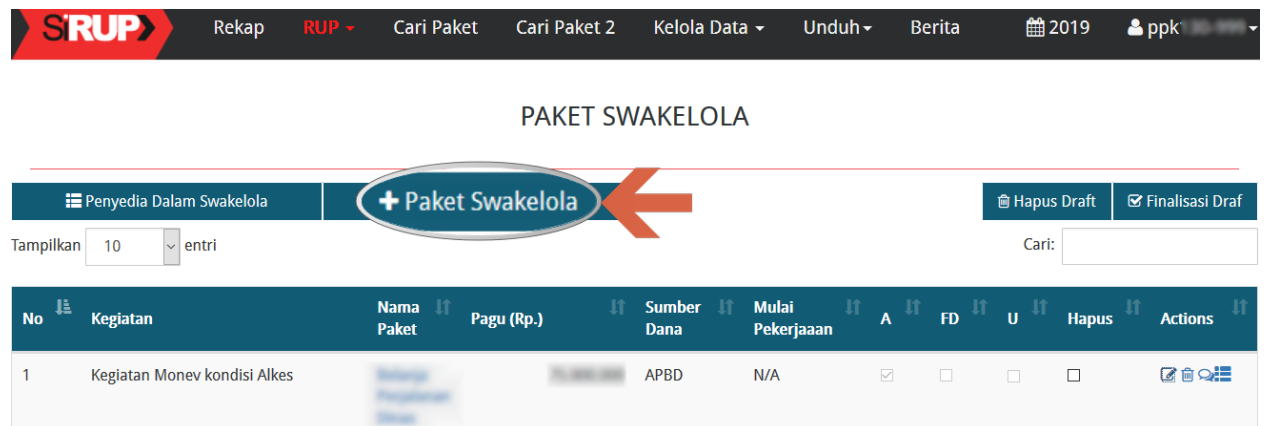 SiRUP Rekap RUP Cari Paket Cari Paket 2 Kelola Data Unduh Berita 2019 ppk
PAKET SWAKELOLA
Penyedia Dalam Swakelola + Paket Swakelola Hapus Draft Finalisasi Draf
Tampilkan 10 entri Cari:
No Kegiatan Nama Paket Pagu (Rp.) Sumber Dana Mulai Pekerjaaan A FD U Hapus Actions
1 Kegiatan Monev kondisi Alkes APBD N/A